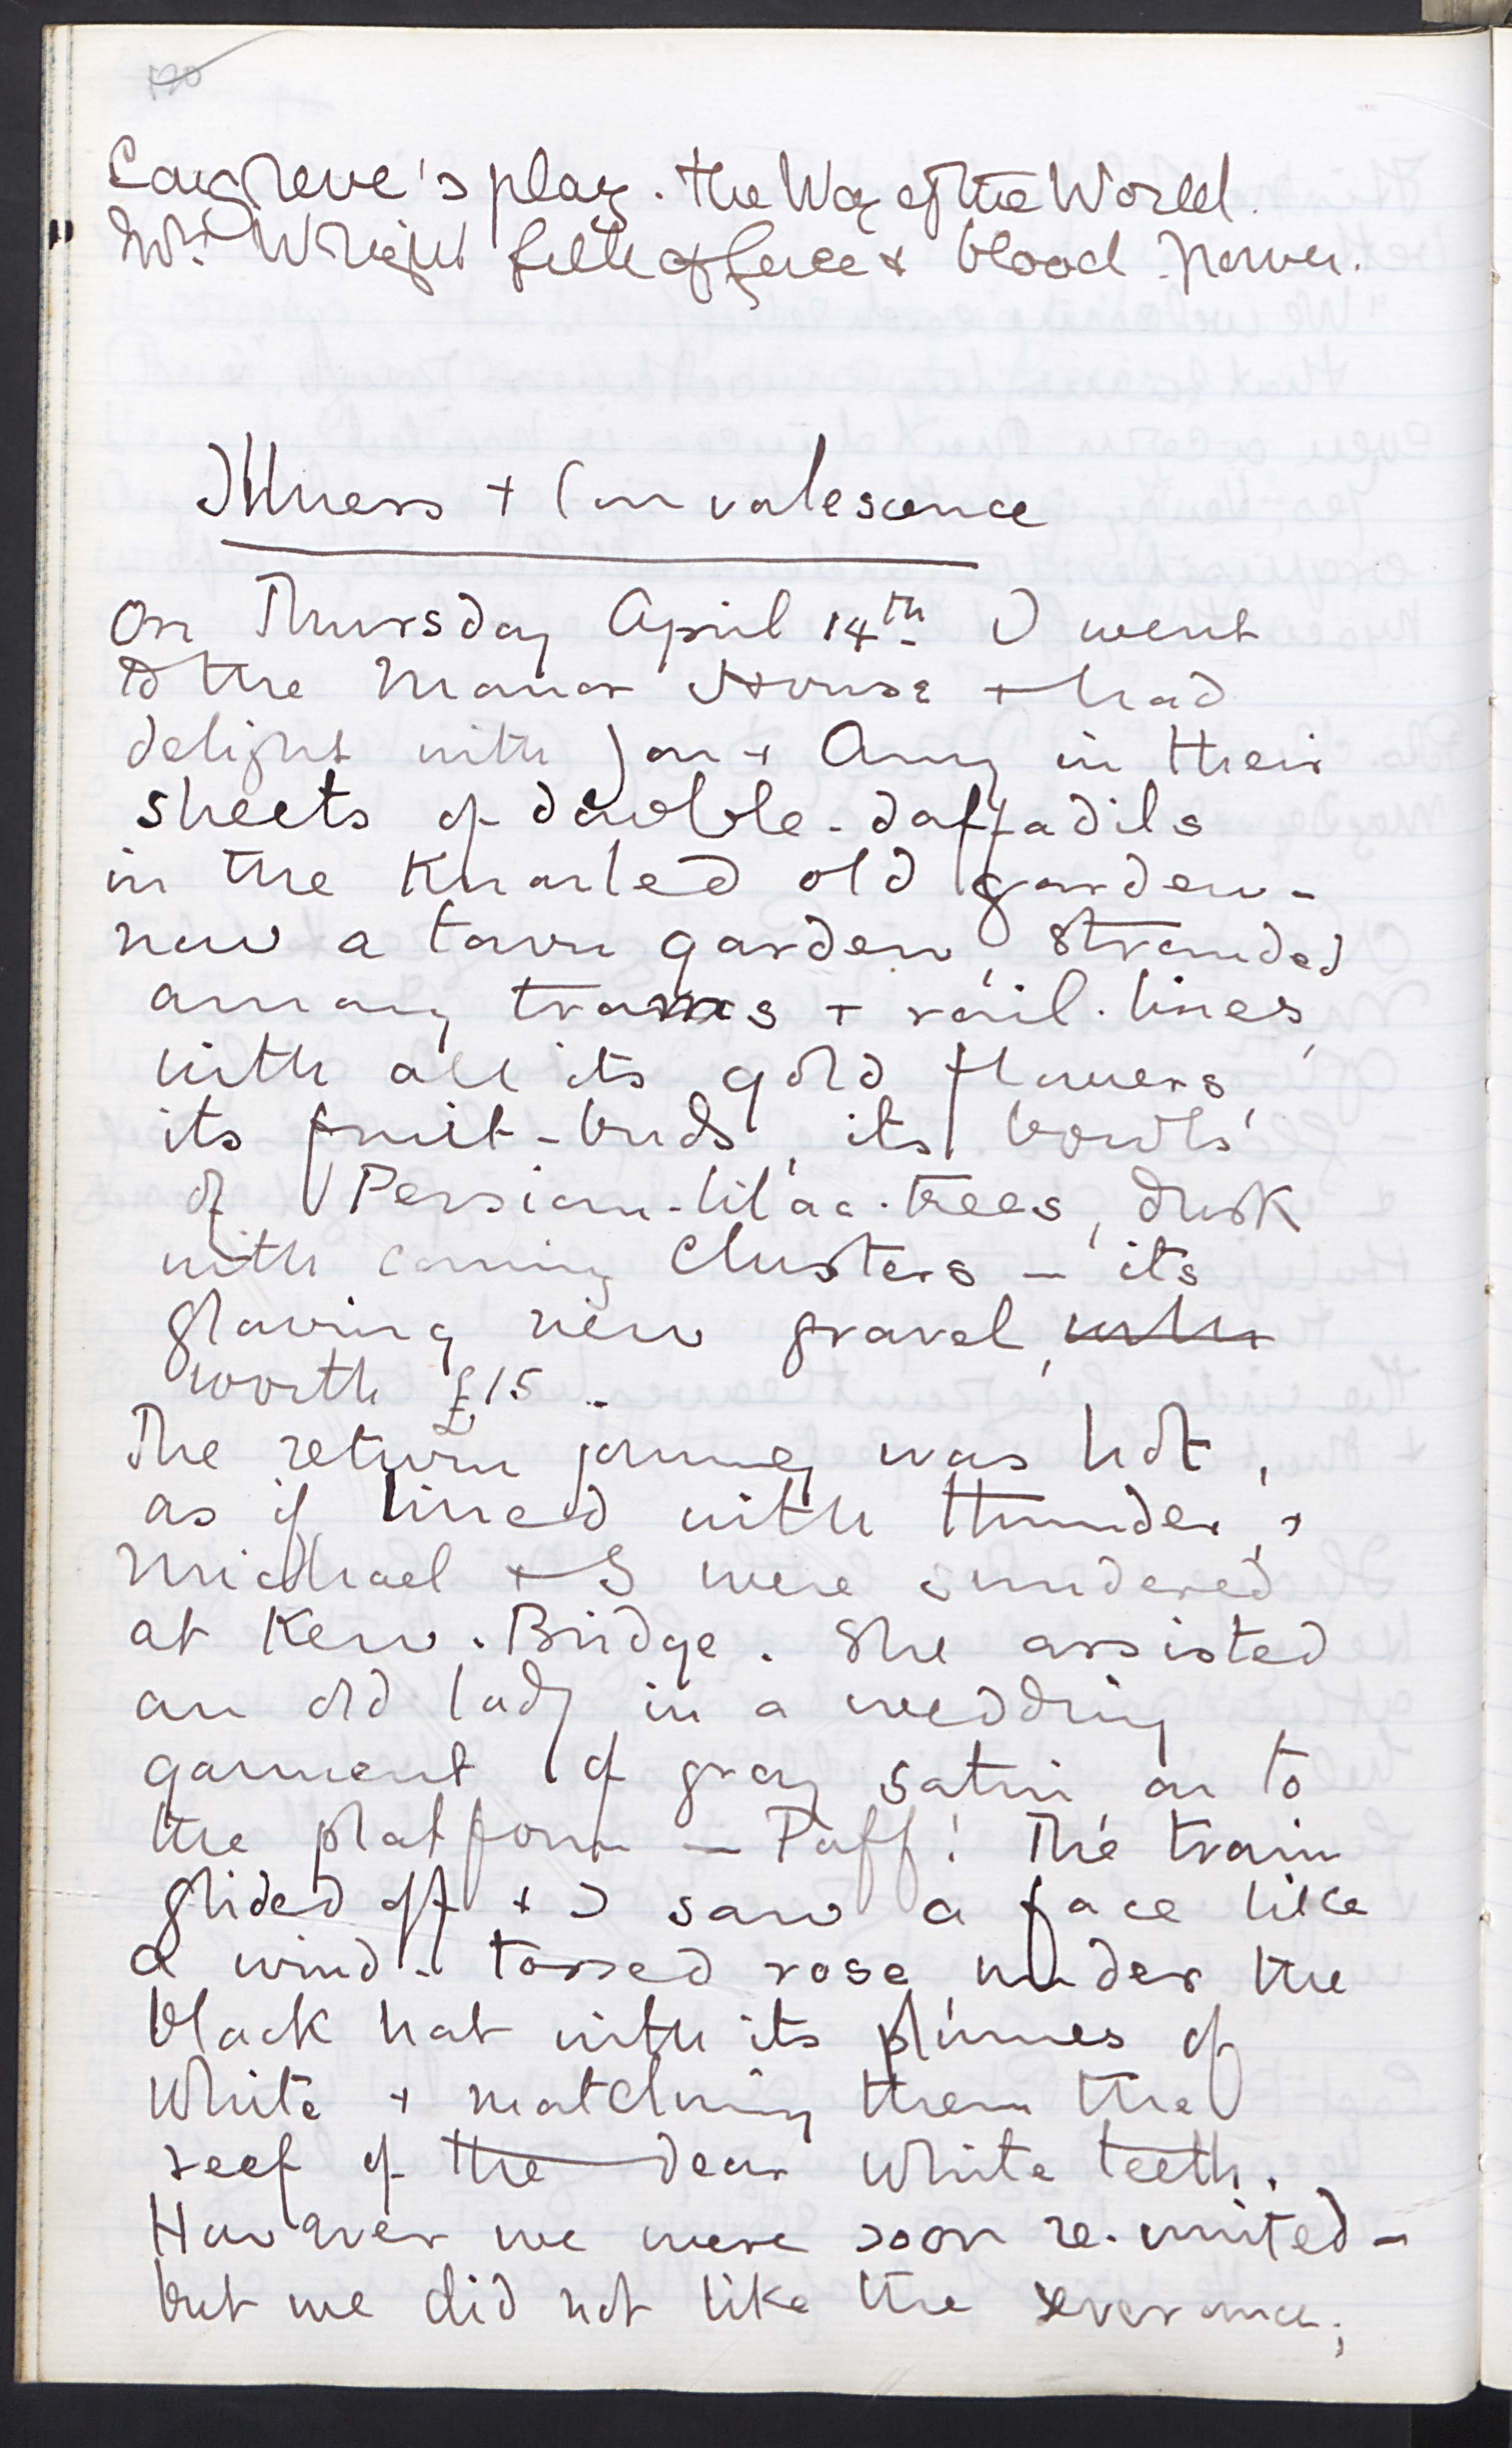 170
Congreve's play. The Way of the World.
Mr. Wright full of face & blood
Illness + Convalescence
On Thursday April 14th I went
to the Manor House + had
delight with Jan + Amy in their
sheets of double-daffadils
in the Knarled old garden -
now a town garden, stranded
among trams + rail-lines,
with all its gold flowers,
its fruit-buds, its bowls
of Persian-lilac-trees, dusk
with coming clusters - its
glowing new gravel, with
worth £15 -
The return journey was hot,
as if lined with thunder, +
Michael + I were sundered
at Kew-Bridge. She assisted
an old lady in a wedding
garment of gray satin on to
the platform - Puff! The train
glided off + I saw a face like
a wind-tossed rose under the
black hat with its plumes of
white + matching them the
reef of the dear white teeth.
However we were soon re-united -
but we did not like the severance;